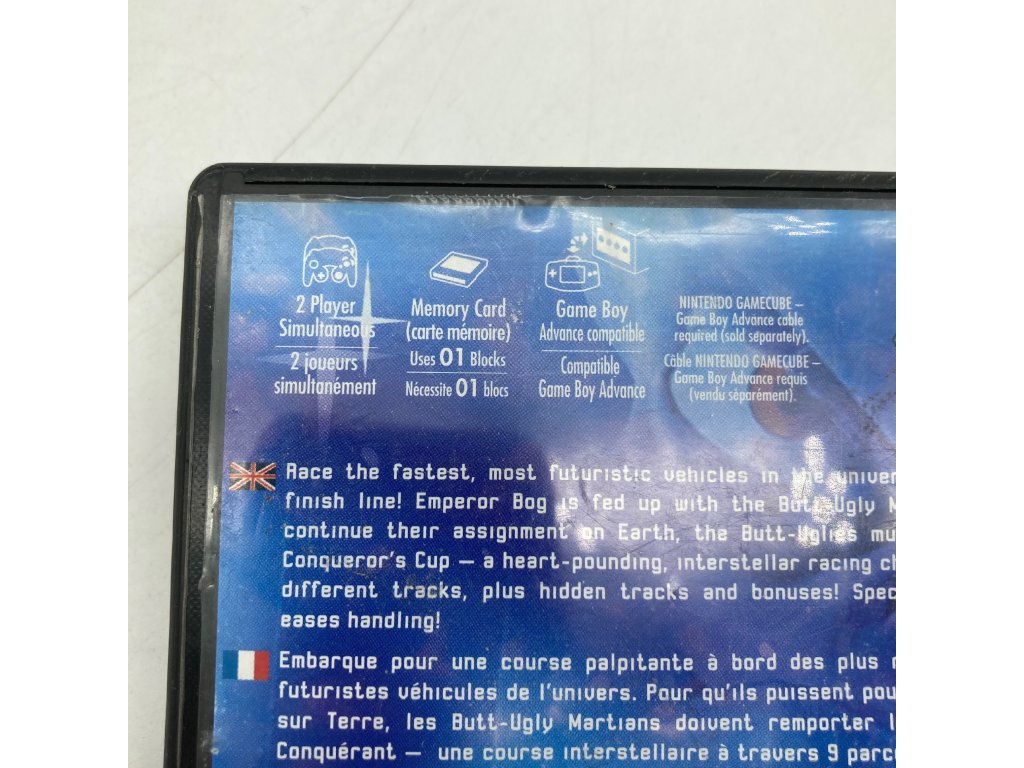 2 Player
Simultaneous
2 joueurs
simultanément
Memory Card
(carte mémoire)
Uses 01 Blocks
Nécessite 01 blocs
Game Boy
Advance compatible
Compatible
Game Boy Advance
NINTENDO GAMECUBE –
Game Boy Advance cable
required (sold separately).
Câble NINTENDO GAMECUBE –
Game Boy Advance requis
(vendu séparément).
Race the fastest, most futuristic vehicles in the univer
finish line! Emperor Bog is fed up with the Butt-Ugly M
continue their assignment on Earth, the Butt-Uglies mu
Conqueror's Cup – a heart-pounding, interstellar racing ch
different tracks, plus hidden tracks and bonuses! Spec
eases handling!
Embarque pour une course palpitante à bord des plus
futuristes véhicules de l'univers. Pour qu'ils puissent pou
sur Terre, les Butt-Ugly Martians doivent remporter l
Conquérant – une course interstellaire à travers 9 parc